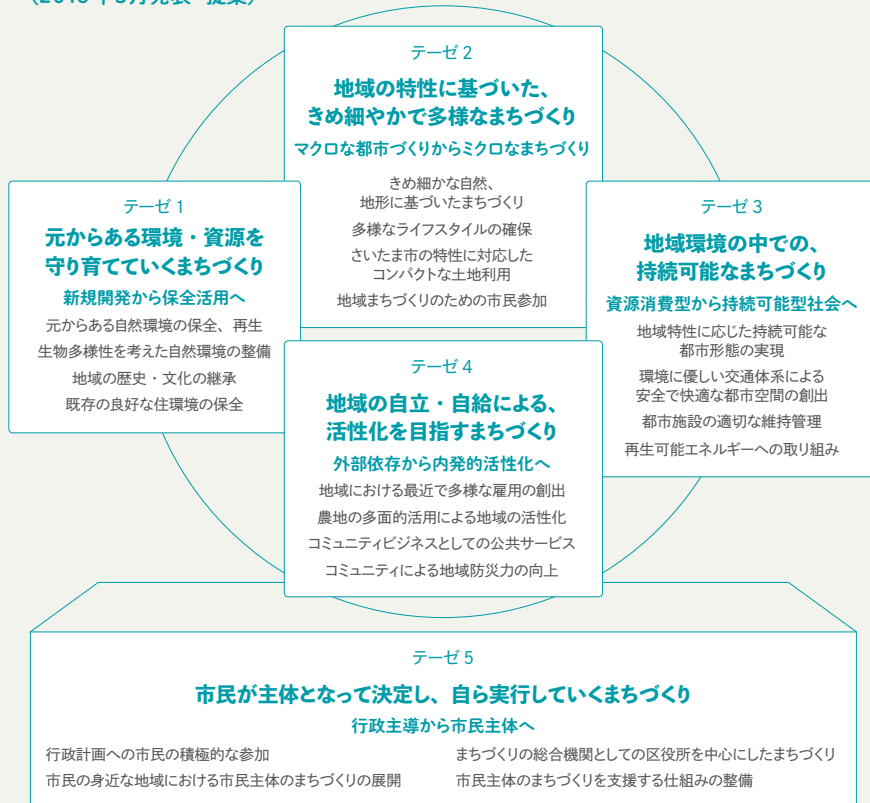 テーゼ 2
地域の特性に基づいた、
きめ細やかで多様なまちづくり
マクロな都市づくりからミクロなまちづくり
きめ細かな自然、
地形に基づいたまちづくり
多様なライフスタイルの確保
さいたま市の特性に対応した
コンパクトな土地利用
地域まちづくりのための市民参加
テーゼ 1
元からある環境・資源を
守り育てていくまちづくり
新規開発から保全活用へ
元からある自然環境の保全、再生
生物多様性を考えた自然環境の整備
地域の歴史・文化の継承
既存の良好な住環境の保全
テーゼ 3
地域環境の中での、
持続可能なまちづくり
資源消費型から持続可能型社会へ
地域特性に応じた持続可能な
都市形態の実現
環境に優しい交通体系による
安全で快適な都市空間の創出
都市施設の適切な維持管理
再生可能エネルギーへの取り組み
テーゼ 4
地域の自立・自給による、
活性化を目指すまちづくり
外部依存から内発的活性化へ
地域における最近で多様な雇用の創出
農地の多面的活用による地域の活性化
コミュニティビジネスとしての公共サービス
コミュニティによる地域防災力の向上
テーゼ 5
市民が主体となって決定し、自ら実行していくまちづくり
行政主導から市民主体へ
行政計画への市民の積極的な参加
市民の身近な地域における市民主体のまちづくりの展開
まちづくりの総合機関としての区役所を中心にしたまちづくり
市民主体のまちづくりを支援する仕組みの整備